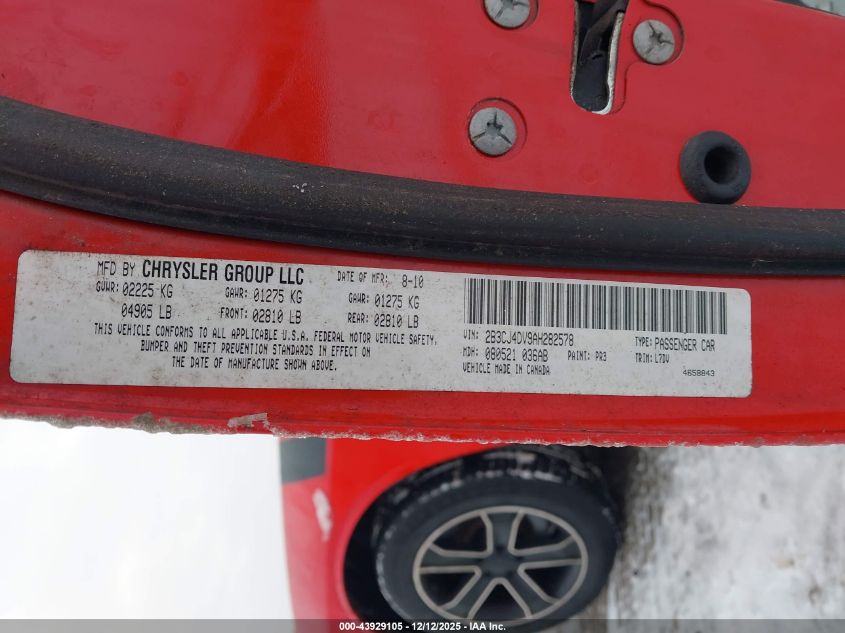 MFD BY CHRYSLER GROUP LLC DATE OF MFR: 8-10
GVWR: 02225 KG GAWR: 01275 KG GAWR: 01275 KG
04905 LB FRONT: 02810 LB REAR: 02810 LB
THIS VEHICLE CONFORMS TO ALL APPLICABLE U.S.A. FEDERAL MOTOR VEHICLE SAFETY,
BUMPER AND THEFT PREVENTION STANDARDS IN EFFECT ON
THE DATE OF MANUFACTURE SHOWN ABOVE.
VIN: 2B3CJ4DV9AH282578 TYPE: PASSENGER CAR
MDH: 080521 036AB PAINT: PR3 TRIM: L7DV
VEHICLE MADE IN CANADA 4658843
000-43929105 - 12/12/2025 - IAA Inc.